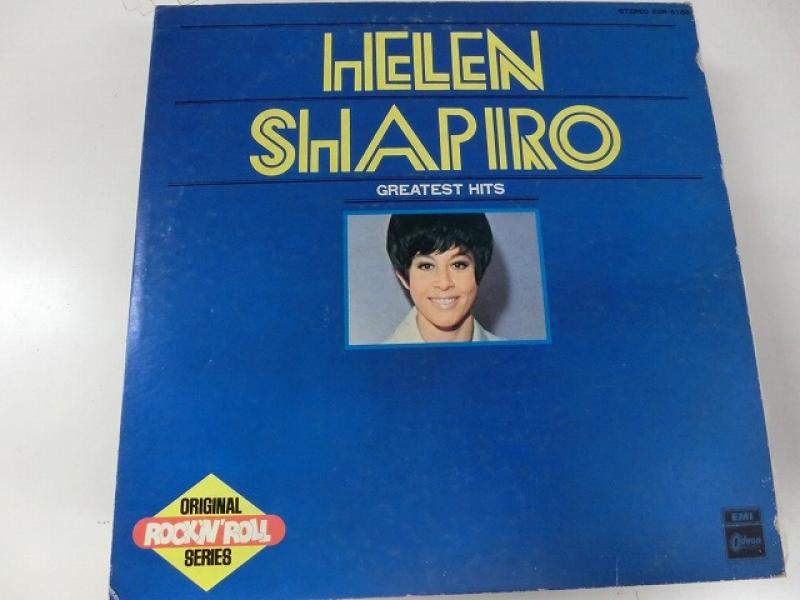 STEREO
HELEN
SHAPIRO
GREATEST HITS
ORIGINAL
ROCK'N'ROLL
SERIES
EMI
Odeon